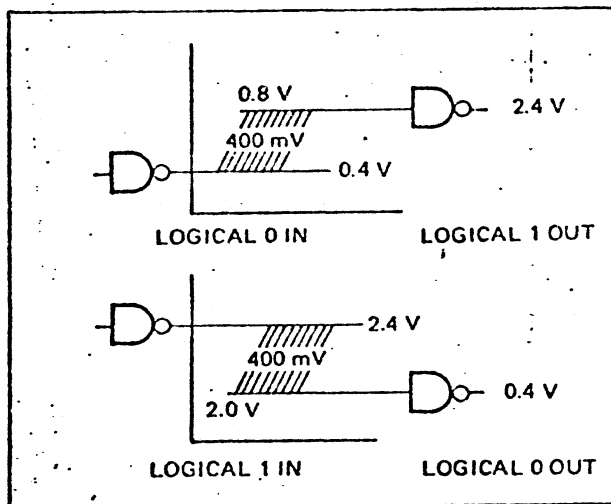 0.8 V
2.4 V
400 mV
0.4 V
LOGICAL 0 IN LOGICAL 1 OUT
2.4 V
400 mV
2.0 V
0.4 V
LOGICAL 1 IN LOGICAL 0 OUT